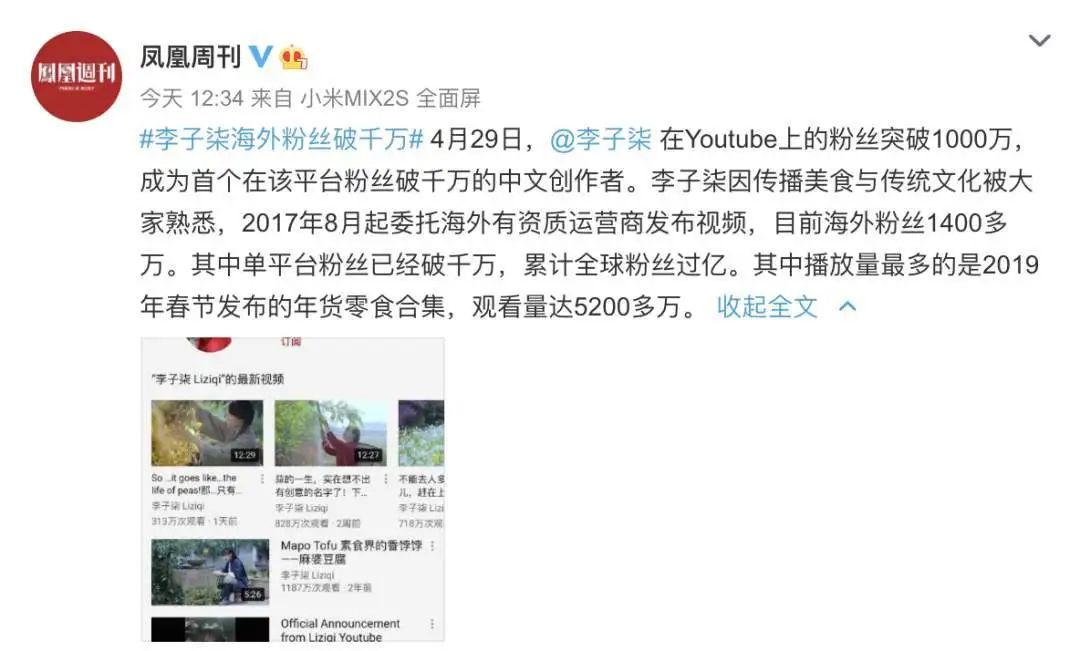 鳳凰週刊
凤凰周刊
今天 12:34 来自 小米MIX2S 全面屏
#李子柒海外粉丝破千万# 4月29日，@李子柒 在Youtube上的粉丝突破1000万，
成为首个在该平台粉丝破千万的中文创作者。李子柒因传播美食与传统文化被大
家熟悉，2017年8月起委托海外有资质运营商发布视频，目前海外粉丝1400多
万。其中单平台粉丝已经破千万，累计全球粉丝过亿。其中播放量最多的是2019
年春节发布的年货零食合集，观看量达5200多万。 收起全文
订阅
"李子柒 Liziqi"的最新视频
12:29
12:27
So ...it goes like...the
life of peas!那...只有...
李子柒 Liziqi
313万次观看 · 1天前
蒜的一生，实在想不出
有创意的名字了！下...
李子柒 Liziqi
828万次观看 · 2周前
不能去人多
儿，赶在上
李子柒 Lizi
718万次观
5:26
Mapo Tofu 素食界的香饽饽
——麻婆豆腐
李子柒 Liziqi
1187万次观看 · 2年前
Official Announcement
from Liziqi Youtube